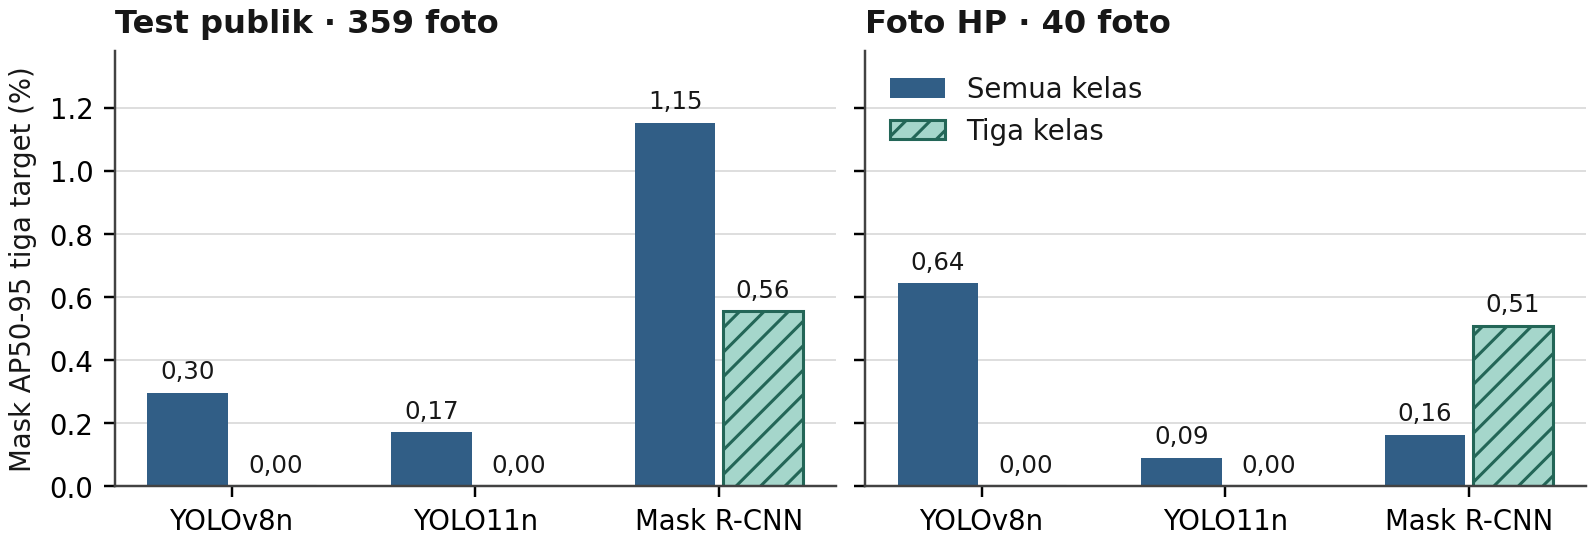 Test publik · 359 foto
Mask AP50-95 tiga target (%)
1.2
1.0
0.8
0.6
0.4
0.2
0.0
0,30
0,00
0,17
0,00
1,15
0,56
YOLOv8n
YOLO11n
Mask R-CNN
Foto HP · 40 foto
Semua kelas
Tiga kelas
0,64
0,00
0,09
0,00
0,16
0,51
YOLOv8n
YOLO11n
Mask R-CNN